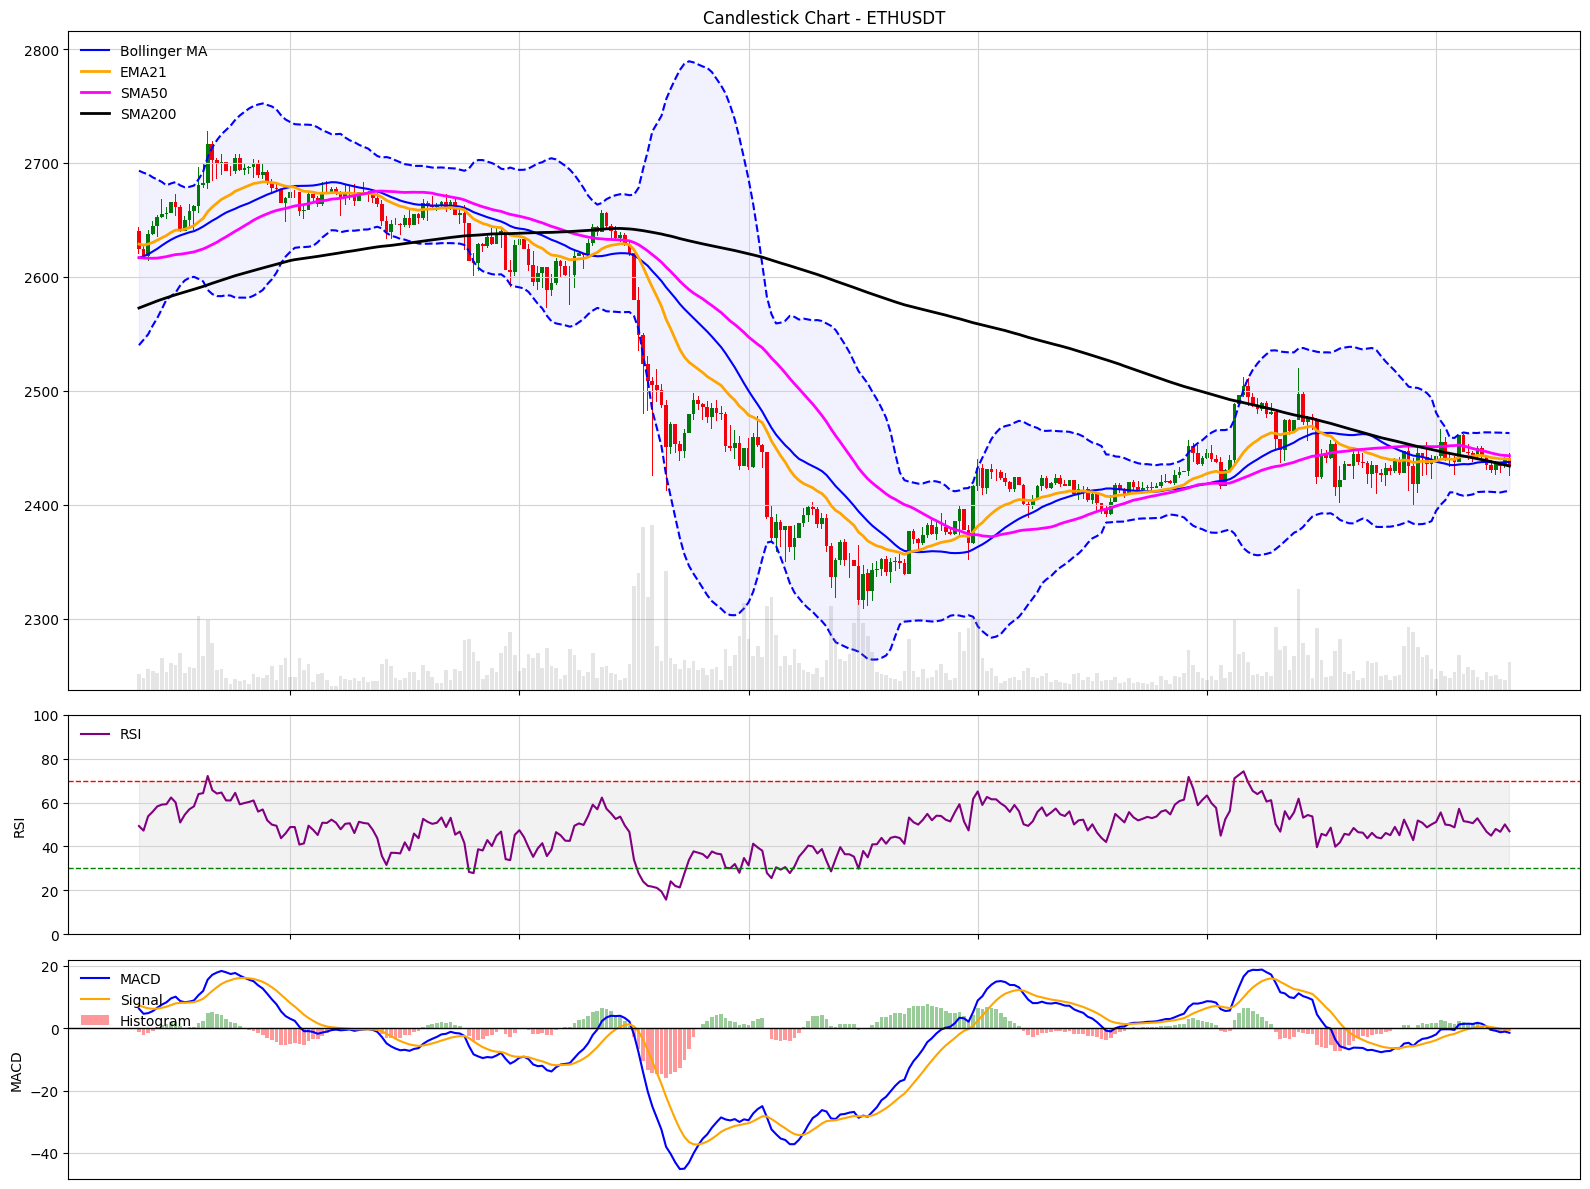 Candlestick Chart - ETHUSDT
Bollinger MA
EMA21
SMA50
SMA200
2800
2700
2600
2500
2400
2300
RSI
100
80
60
40
20
0
RSI
MACD
Signal
Histogram
20
0
−20
−40
MACD